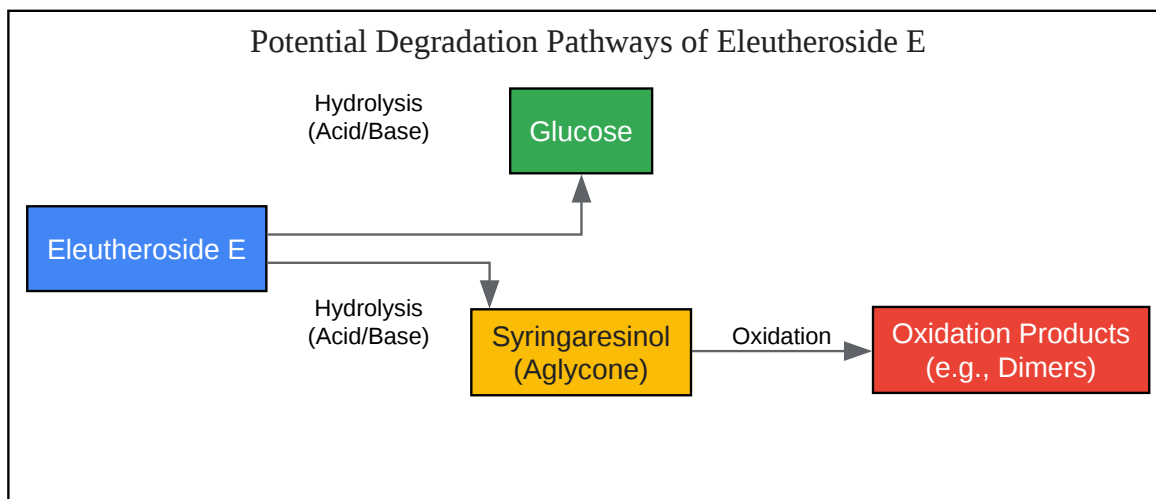 Potential Degradation Pathways of Eleutheroside E
Hydrolysis
(Acid/Base)
Glucose
Eleutheroside E
Hydrolysis
(Acid/Base)
Syringaresinol
(Aglycone)
Oxidation
Oxidation Products
(e.g., Dimers)